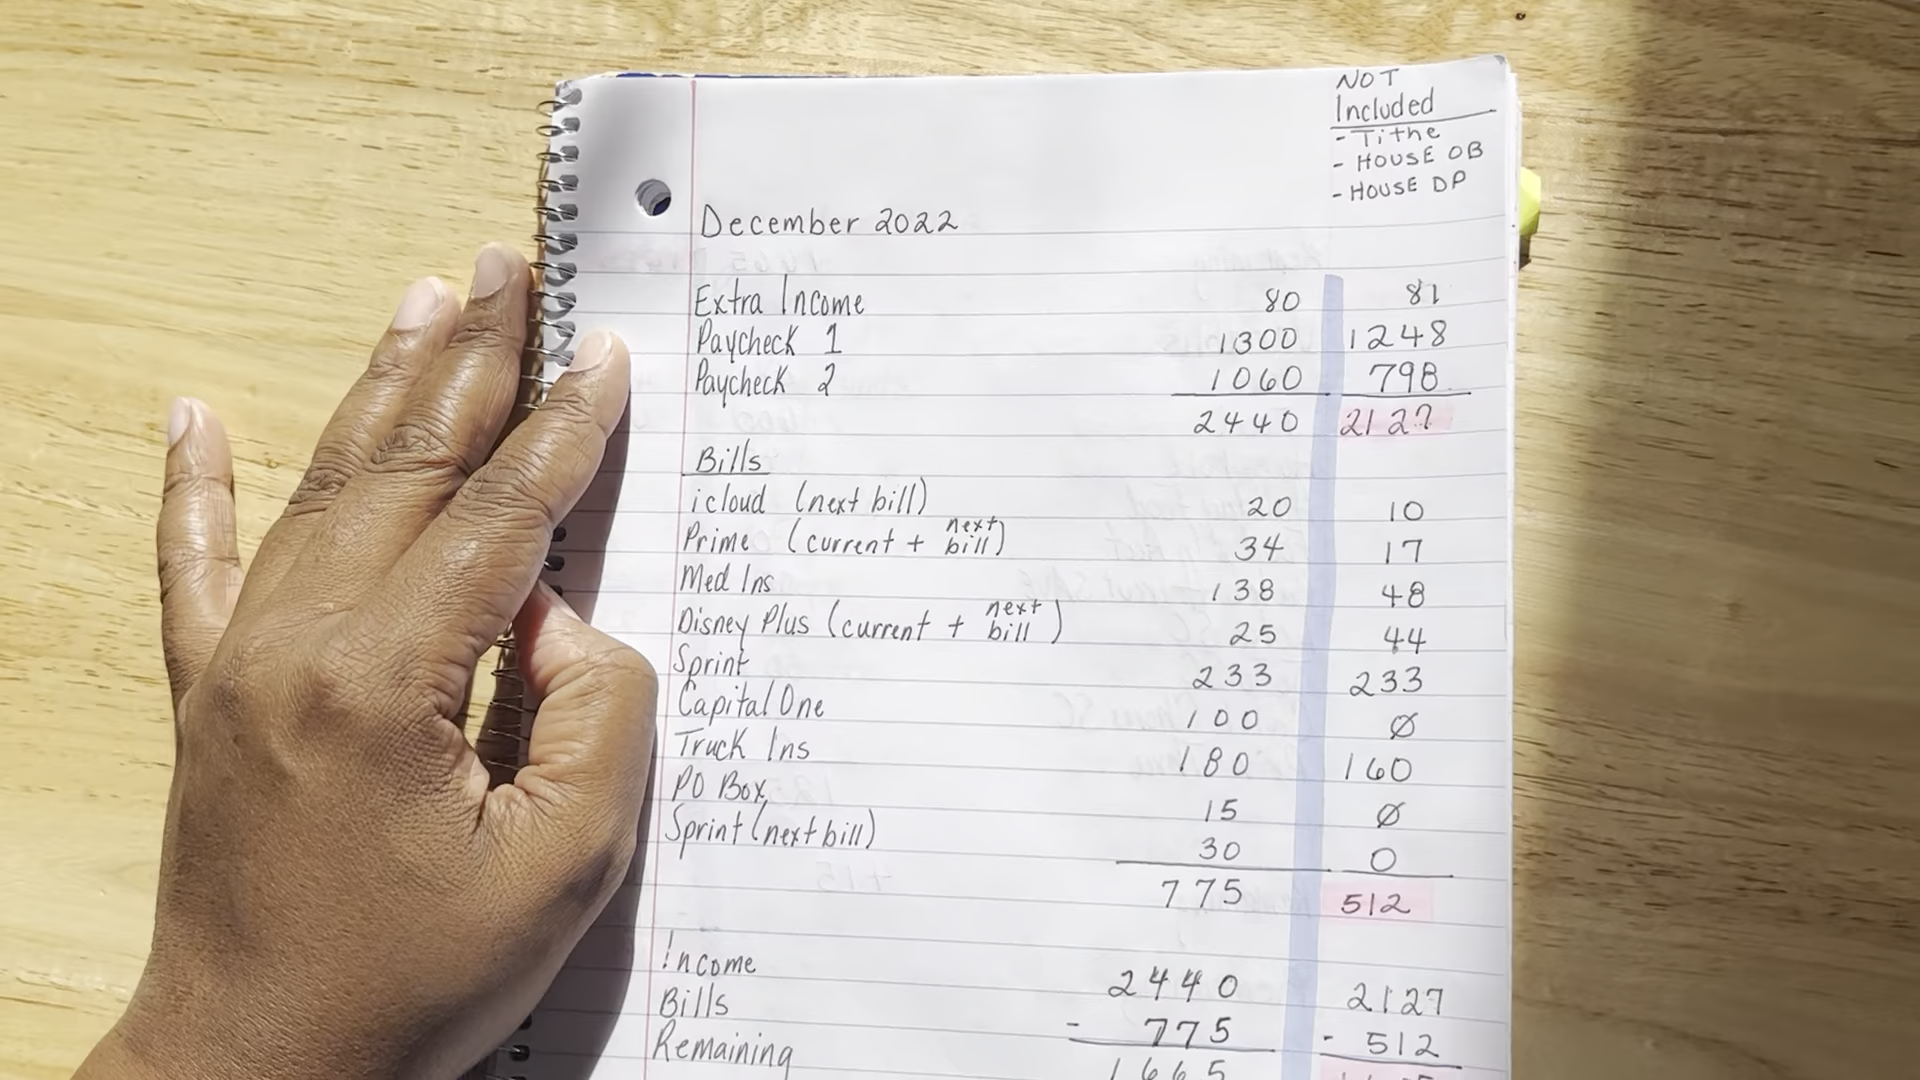 NOT
Included
- Tithe
- HOUSE OB
- HOUSE DP
December 2022
Extra Income 80 81
Paycheck 1 1300 1248
Paycheck 2 1060 798
2440 2127
Bills
icloud (next bill) 20 10
Prime (current + next bill) 34 17
Med Ins 138 48
Disney Plus (current + next bill) 25 44
Sprint 233 233
Capital One 100 Ø
Truck Ins 180 160
PO Box 15 Ø
Sprint (next bill) 30 0
775 512
Income 2440 2127
Bills - 775 - 512
Remaining 1665